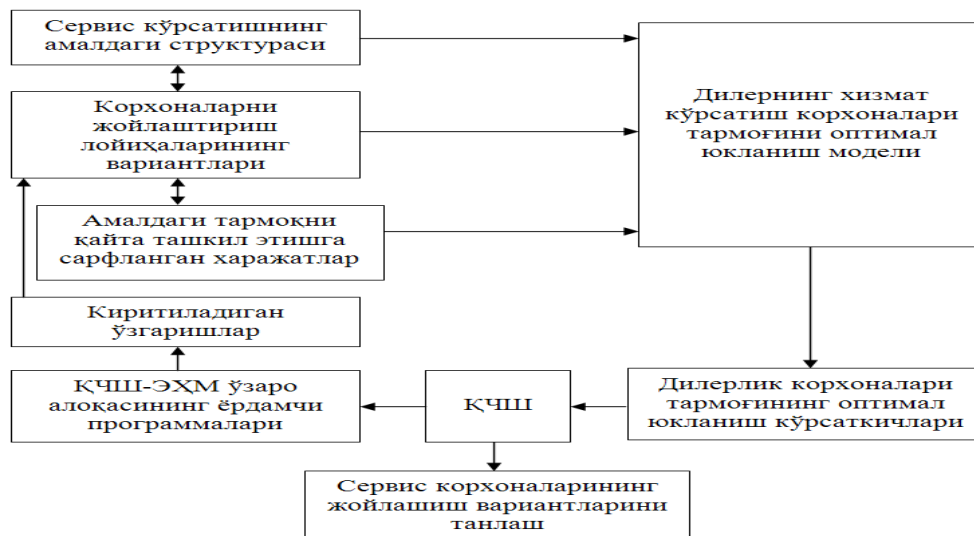 Сервис кўрсатишнинг
амалдаги структураси
Корхоналарни
жойлаштириш
лойиҳаларининг
вариантлари
Дилернинг хизмат
кўрсатиш корхоналари
тармоғини оптимал
юкланиш модели
Амалдаги тармоқни
қайта ташкил этишга
сарфланган харажатлар
Киритиладиган
ўзгаришлар
ҚЧШ-ЭҲМ ўзаро
алоқасининг ёрдамчи
программалари
ҚЧШ
Дилерлик корхоналари
тармоғининг оптимал
юкланиш кўрсаткичлари
Сервис корхоналарининг
жойлашиш вариантларини
танлаш